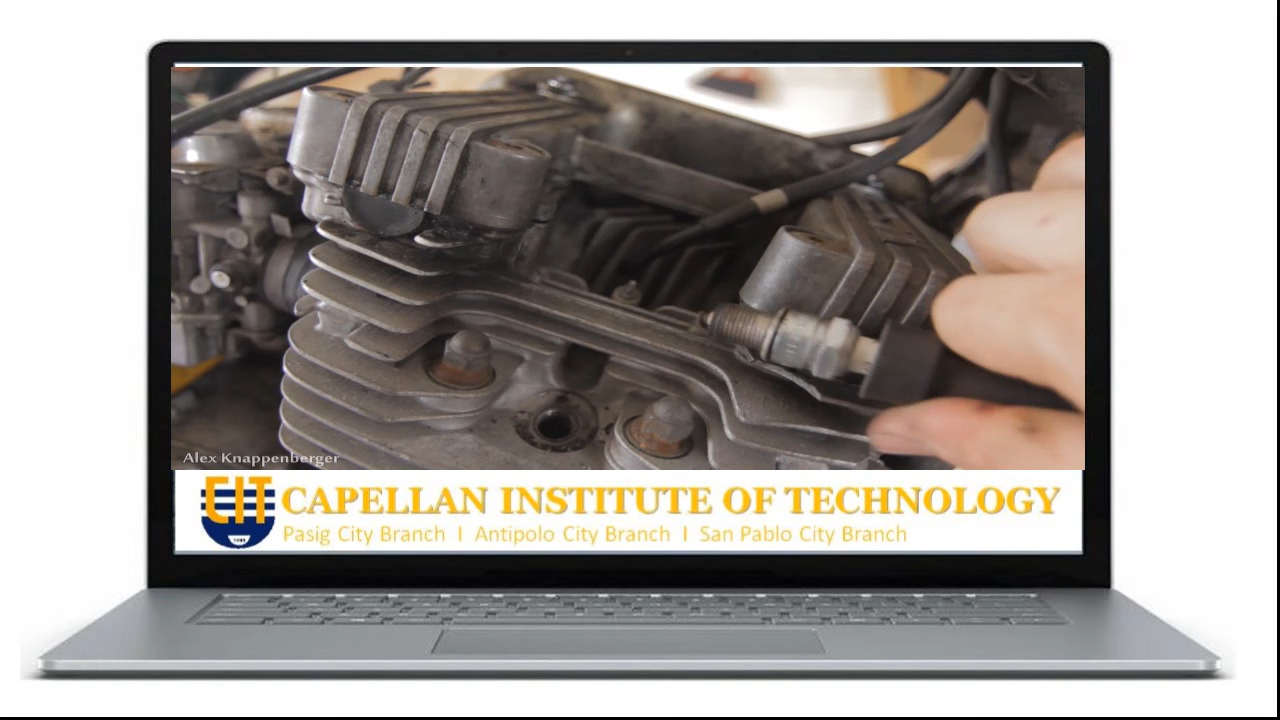 Alex Knappenberger
CIT CAPELLAN INSTITUTE OF TECHNOLOGY
Pasig City Branch I Antipolo City Branch I San Pablo City Branch